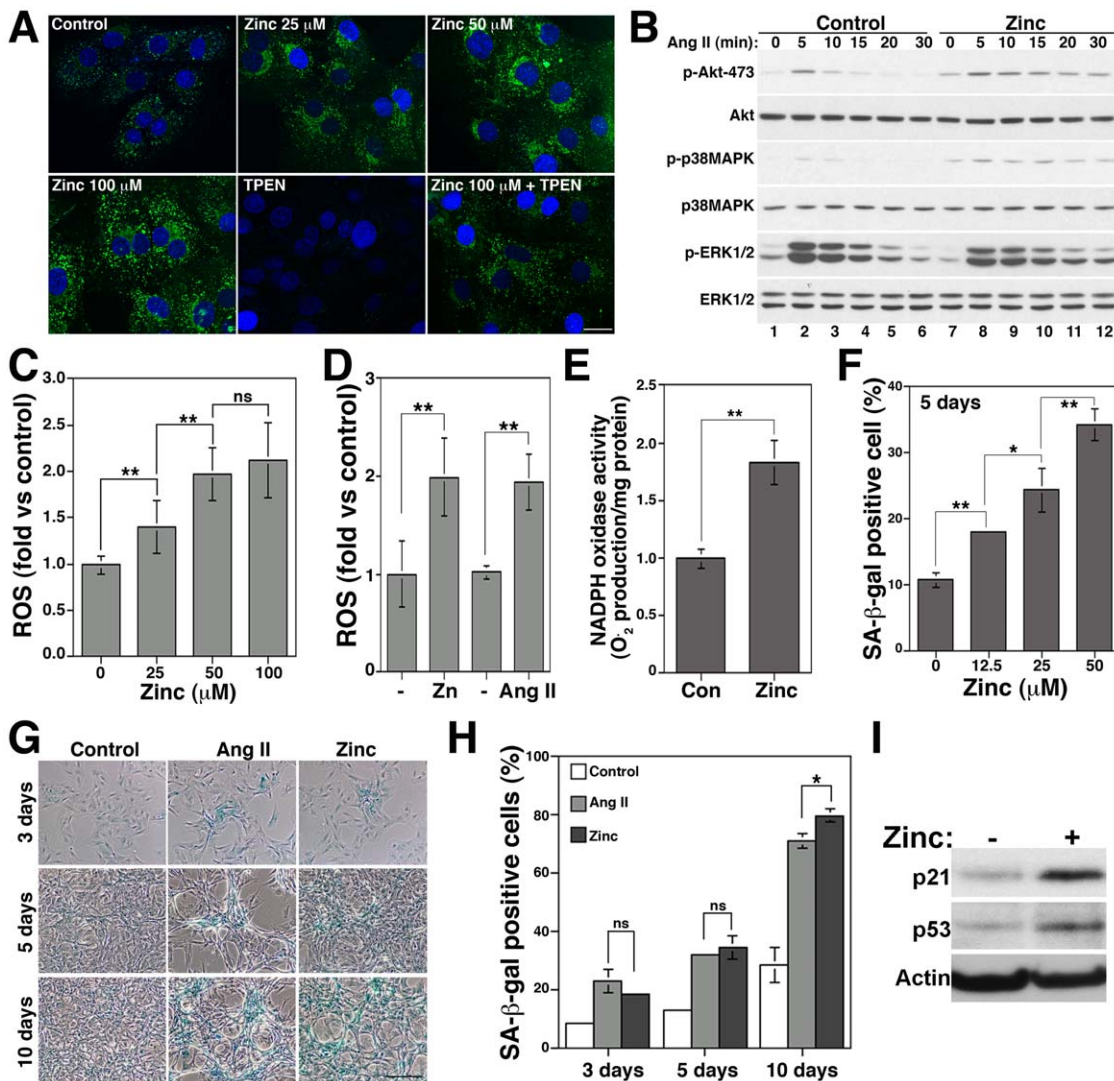 A
Control
Zinc 25 μM
Zinc 50 μM
Zinc 100 μM
TPEN
Zinc 100 μM + TPEN
B
Control Zinc
Ang II (min): 0 5 10 15 20 30 0 5 10 15 20 30
p-Akt-473
Akt
p-p38MAPK
p38MAPK
p-ERK1/2
ERK1/2
1 2 3 4 5 6 7 8 9 10 11 12
C
ROS (fold vs control)
3.0
2.5
2.0
1.5
1.0
0.5
0.0
** ** ns
0 25 50 100
Zinc (μM)
D
ROS (fold vs control)
2
1
0
** **
- Zn - Ang II
E
NADPH oxidase activity
(O·2 production/mg protein)
2.5
2.0
1.5
1.0
0.5
0
**
Con Zinc
F
SA-β-gal positive cell (%)
5 days
40
30
20
10
0
** * **
0 12.5 25 50
Zinc (μM)
G
Control Ang II Zinc
3 days
5 days
10 days
H
SA-β-gal positive cells (%)
100
80
60
40
20
0
Control
Ang II
Zinc
ns ns *
3 days 5 days 10 days
I
Zinc: - +
p21
p53
Actin